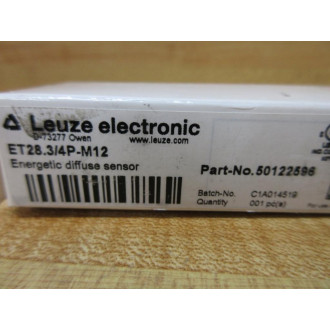 Leuze electronic
D-73277 Owen
www.leuze.com
ET28.3/4P-M12
Energetic diffuse sensor
Part-No.50122596
Batch-No. C1A014519
Quantity 001 pc(s)